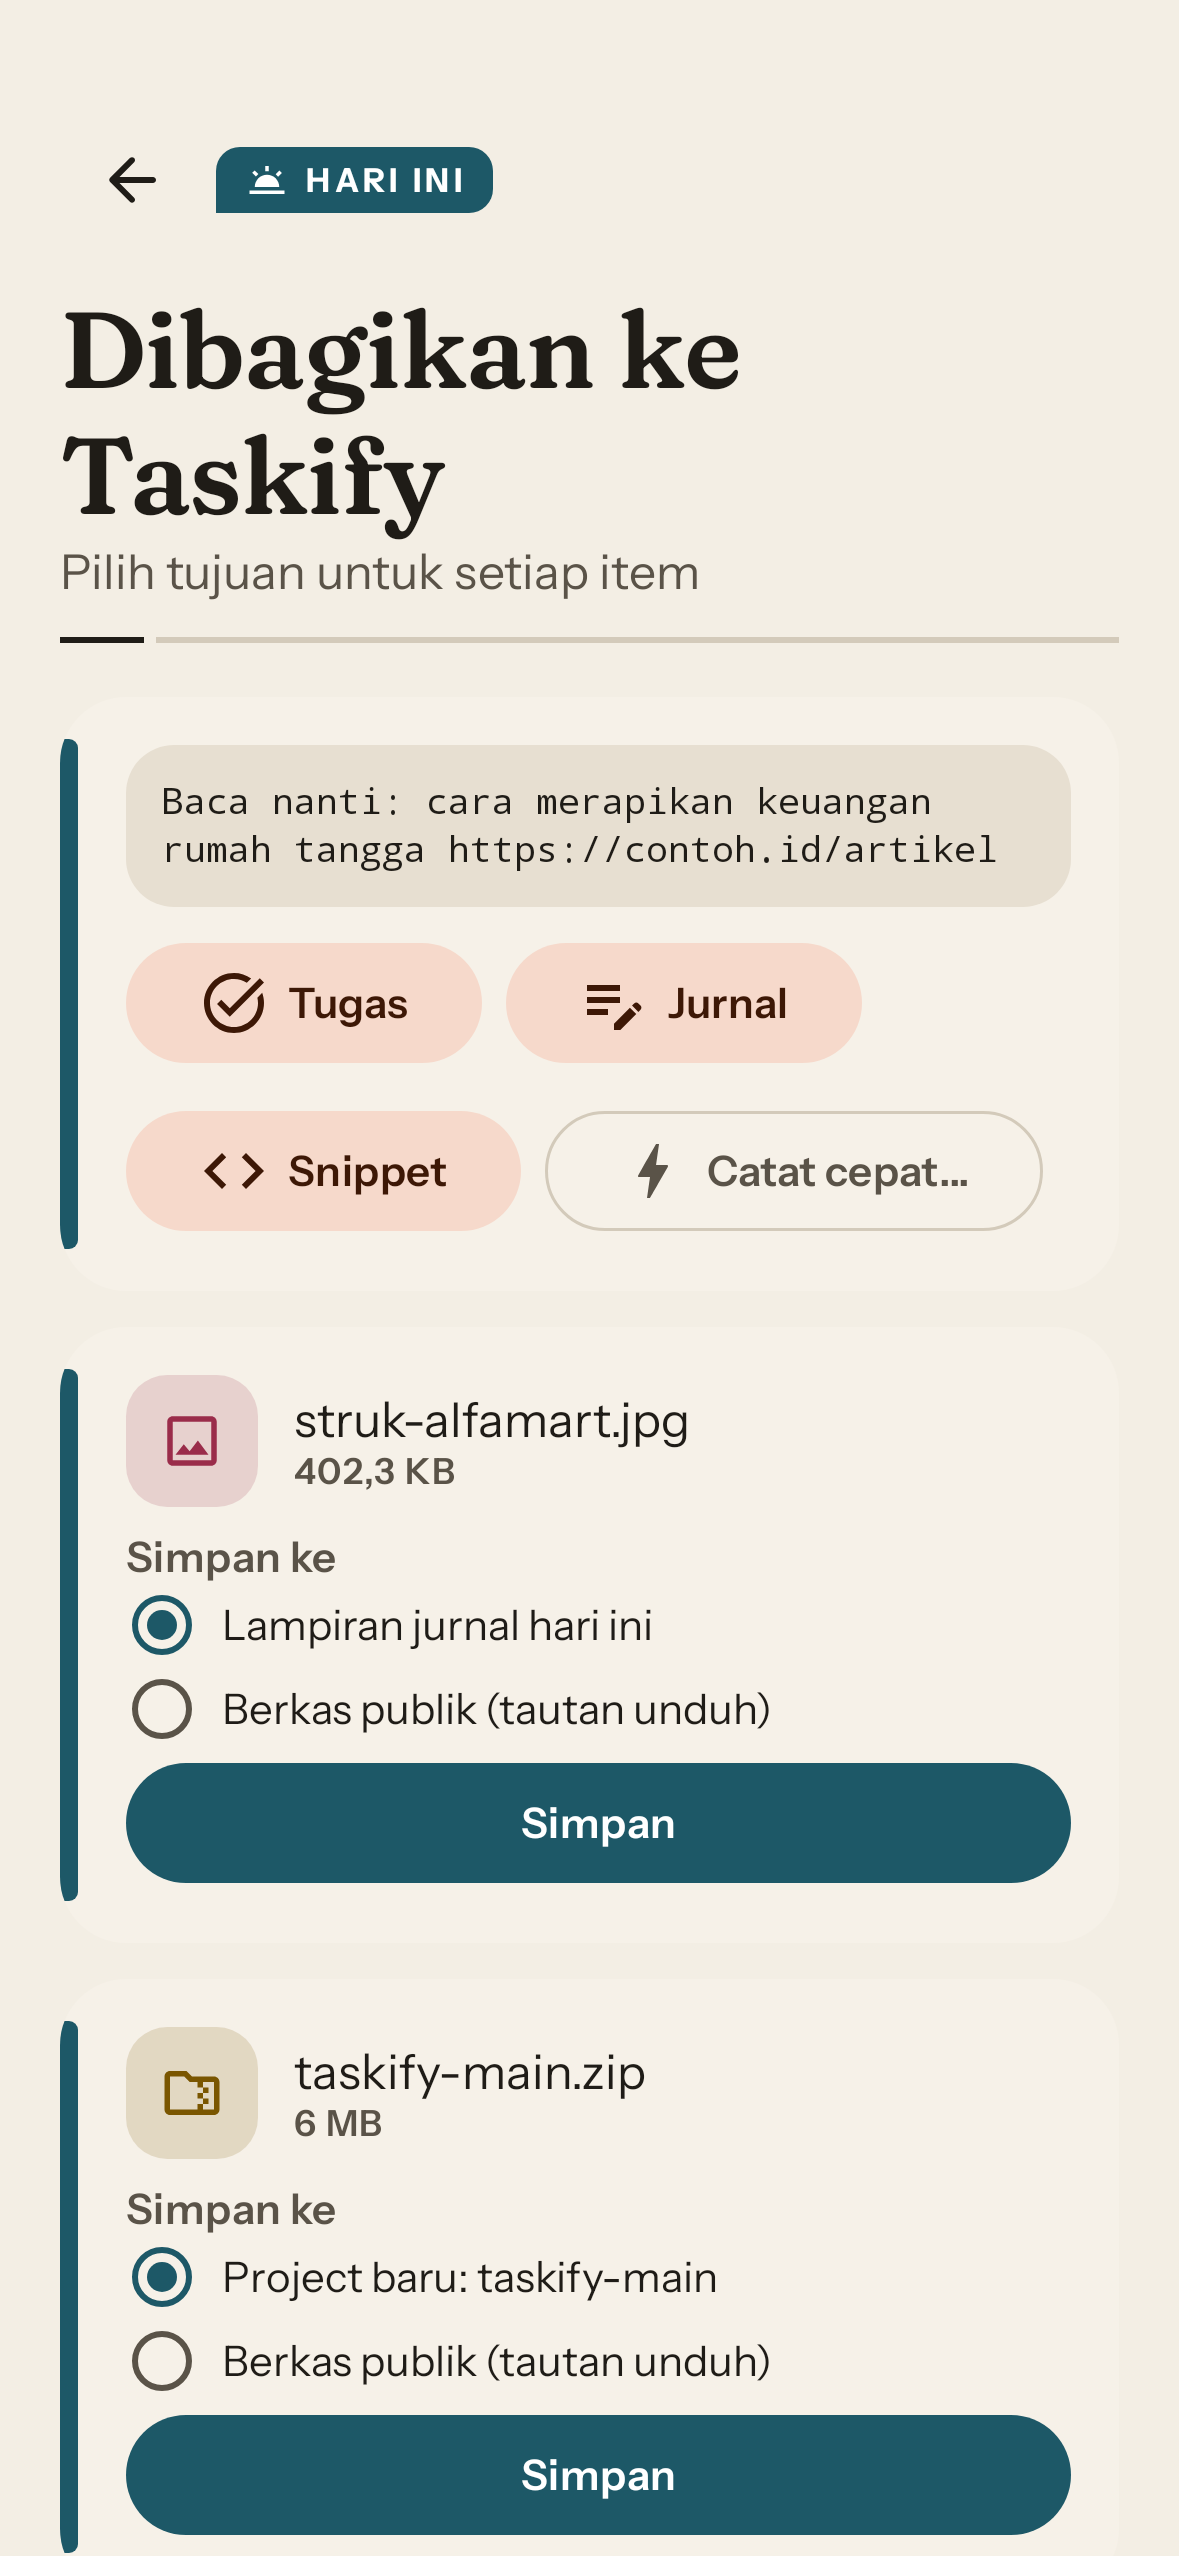 HARI INI
Dibagikan ke
Taskify
Pilih tujuan untuk setiap item
Baca nanti: cara merapikan keuangan
rumah tangga https://contoh.id/artikel
Tugas
Jurnal
Snippet
Catat cepat...
struk-alfamart.jpg
402,3 KB
Simpan ke
Lampiran jurnal hari ini
Berkas publik (tautan unduh)
Simpan
taskify-main.zip
6 MB
Simpan ke
Project baru: taskify-main
Berkas publik (tautan unduh)
Simpan